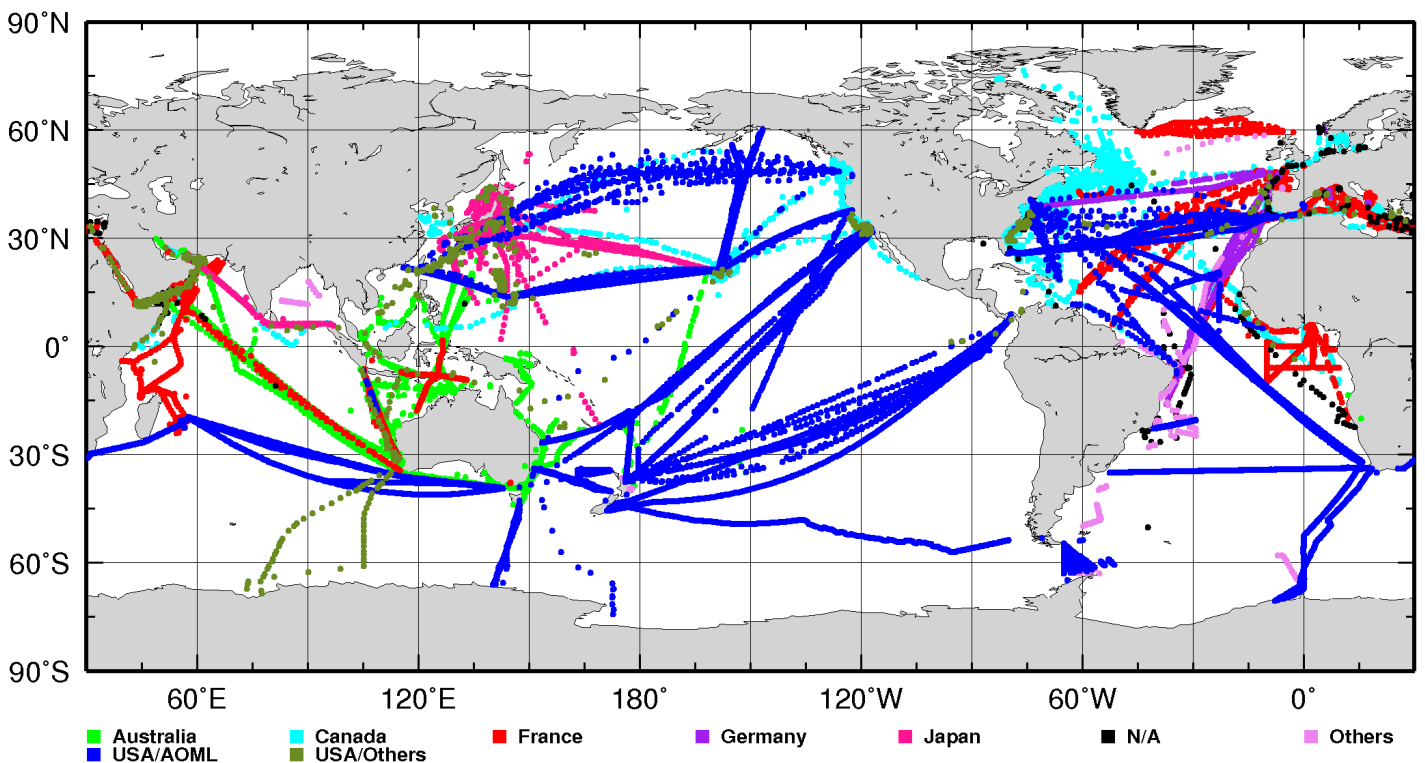 90˚N
60˚N
30˚N
0˚
30˚S
60˚S
90˚S
60˚E 120˚E 180˚ 120˚W 60˚W 0˚
Australia Canada France Germany Japan N/A Others
USA/AOML USA/Others